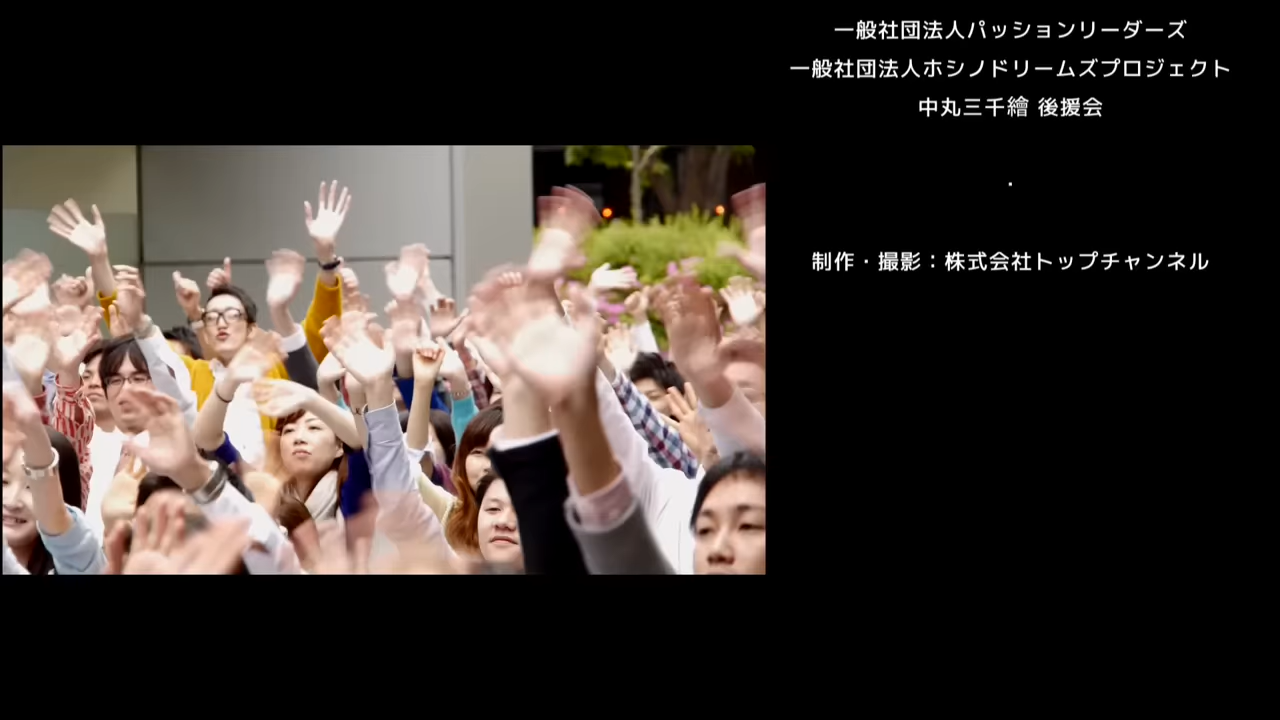 一般社団法人パッションリーダーズ
一般社団法人ホシノドリームズプロジェクト
中丸三千繪 後援会
.
制作・撮影：株式会社トップチャンネル